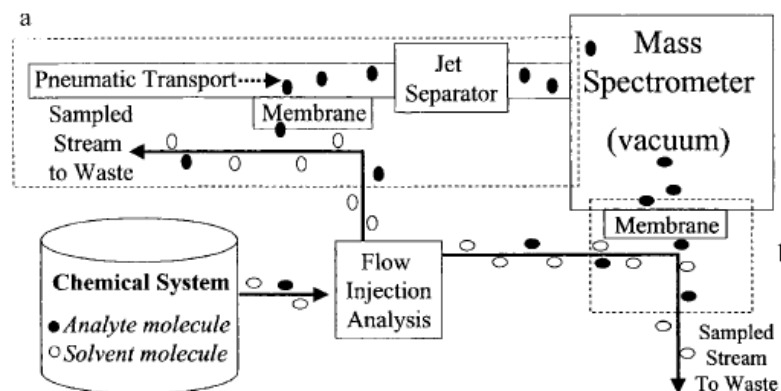 a
Mass
Spectrometer
(vacuum)
Pneumatic Transport
Jet
Separator
Membrane
Sampled
Stream
to Waste
Membrane
b
Chemical System
Analyte molecule
Solvent molecule
Flow
Injection
Analysis
Sampled
Stream
To Waste